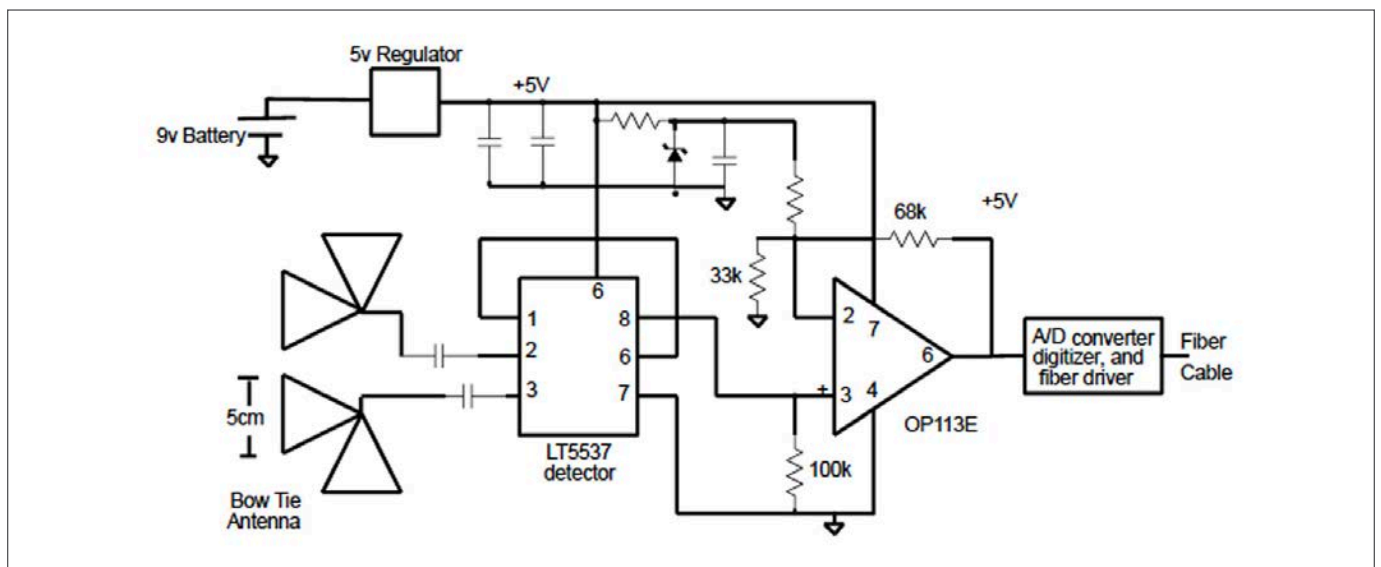 5v Regulator
+5V
9v Battery
68k
+5V
33k
6
1
8
2
7
2
6
6
A/D converter
digitizer, and
fiber driver
Fiber
Cable
3
7
+
3
4
5cm
OP113E
LT5537
detector
100k
Bow Tie
Antenna